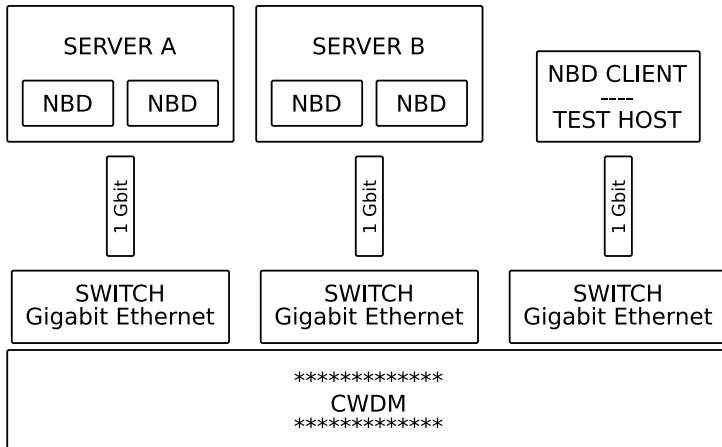 SERVER A
NBD NBD
1 Gbit
SWITCH
Gigabit Ethernet
SERVER B
NBD NBD
1 Gbit
SWITCH
Gigabit Ethernet
NBD CLIENT
----
TEST HOST
1 Gbit
SWITCH
Gigabit Ethernet
*************
CWDM
*************